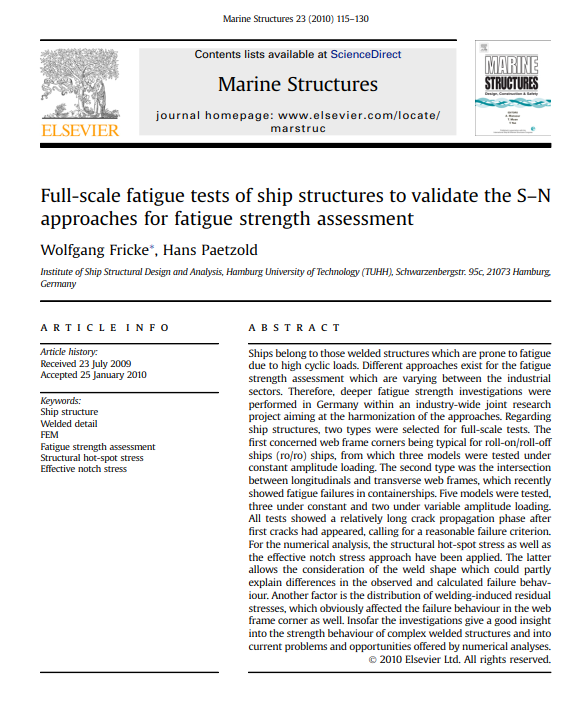 Marine Structures 23 (2010) 115–130
Contents lists available at ScienceDirect
Marine Structures
journal homepage: www.elsevier.com/locate/
marstruc
ELSEVIER
MARINE
STRUCTURES
Full-scale fatigue tests of ship structures to validate the S–N
approaches for fatigue strength assessment
Wolfgang Fricke*, Hans Paetzold
Institute of Ship Structural Design and Analysis, Hamburg University of Technology (TUHH), Schwarzenbergstr. 95c, 21073 Hamburg,
Germany
ARTICLE INFO
Article history:
Received 23 July 2009
Accepted 25 January 2010
Keywords:
Ship structure
Welded detail
FEM
Fatigue strength assessment
Structural hot-spot stress
Effective notch stress
ABSTRACT
Ships belong to those welded structures which are prone to fatigue
due to high cyclic loads. Different approaches exist for the fatigue
strength assessment which are varying between the industrial
sectors. Therefore, deeper fatigue strength investigations were
performed in Germany within an industry-wide joint research
project aiming at the harmonization of the approaches. Regarding
ship structures, two types were selected for full-scale tests. The
first concerned web frame corners being typical for roll-on/roll-off
ships (ro/ro) ships, from which three models were tested under
constant amplitude loading. The second type was the intersection
between longitudinals and transverse web frames, which recently
showed fatigue failures in containerships. Five models were tested,
three under constant and two under variable amplitude loading.
All tests showed a relatively long crack propagation phase after
first cracks had appeared, calling for a reasonable failure criterion.
For the numerical analysis, the structural hot-spot stress as well as
the effective notch stress approach have been applied. The latter
allows the consideration of the weld shape which could partly
explain differences in the observed and calculated failure behav-
iour. Another factor is the distribution of welding-induced residual
stresses, which obviously affected the failure behaviour in the web
frame corner as well. Insofar the investigations give a good insight
into the strength behaviour of complex welded structures and into
current problems and opportunities offered by numerical analyses.
© 2010 Elsevier Ltd. All rights reserved.